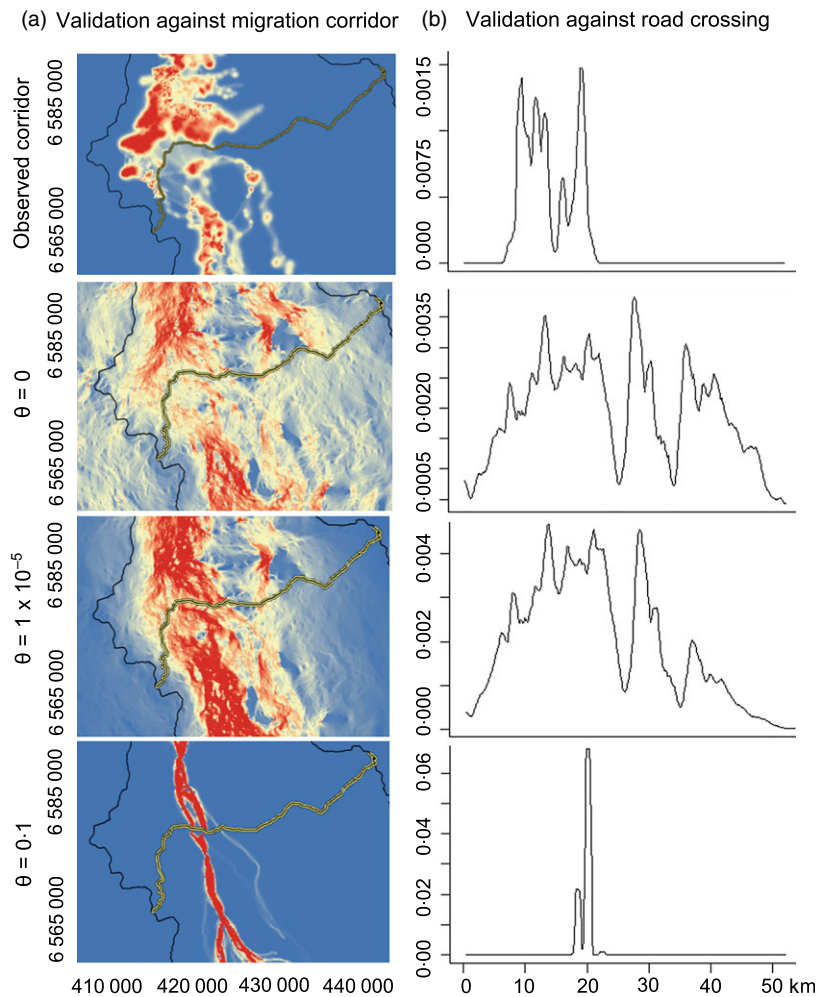 (a) Validation against migration corridor
(b) Validation against road crossing
Observed corridor
6 585 000
6 565 000
0·0015
0·0075
0·000
θ = 0
6 585 000
6 565 000
0·0035
0·0020
0·0005
θ = 1 x 10⁻⁵
6 585 000
6 565 000
0·004
0·002
0·000
θ = 0·1
6 585 000
6 565 000
0·06
0·04
0·02
0·00
410 000 420 000 430 000 440 000
0 10 20 30 40 50 km